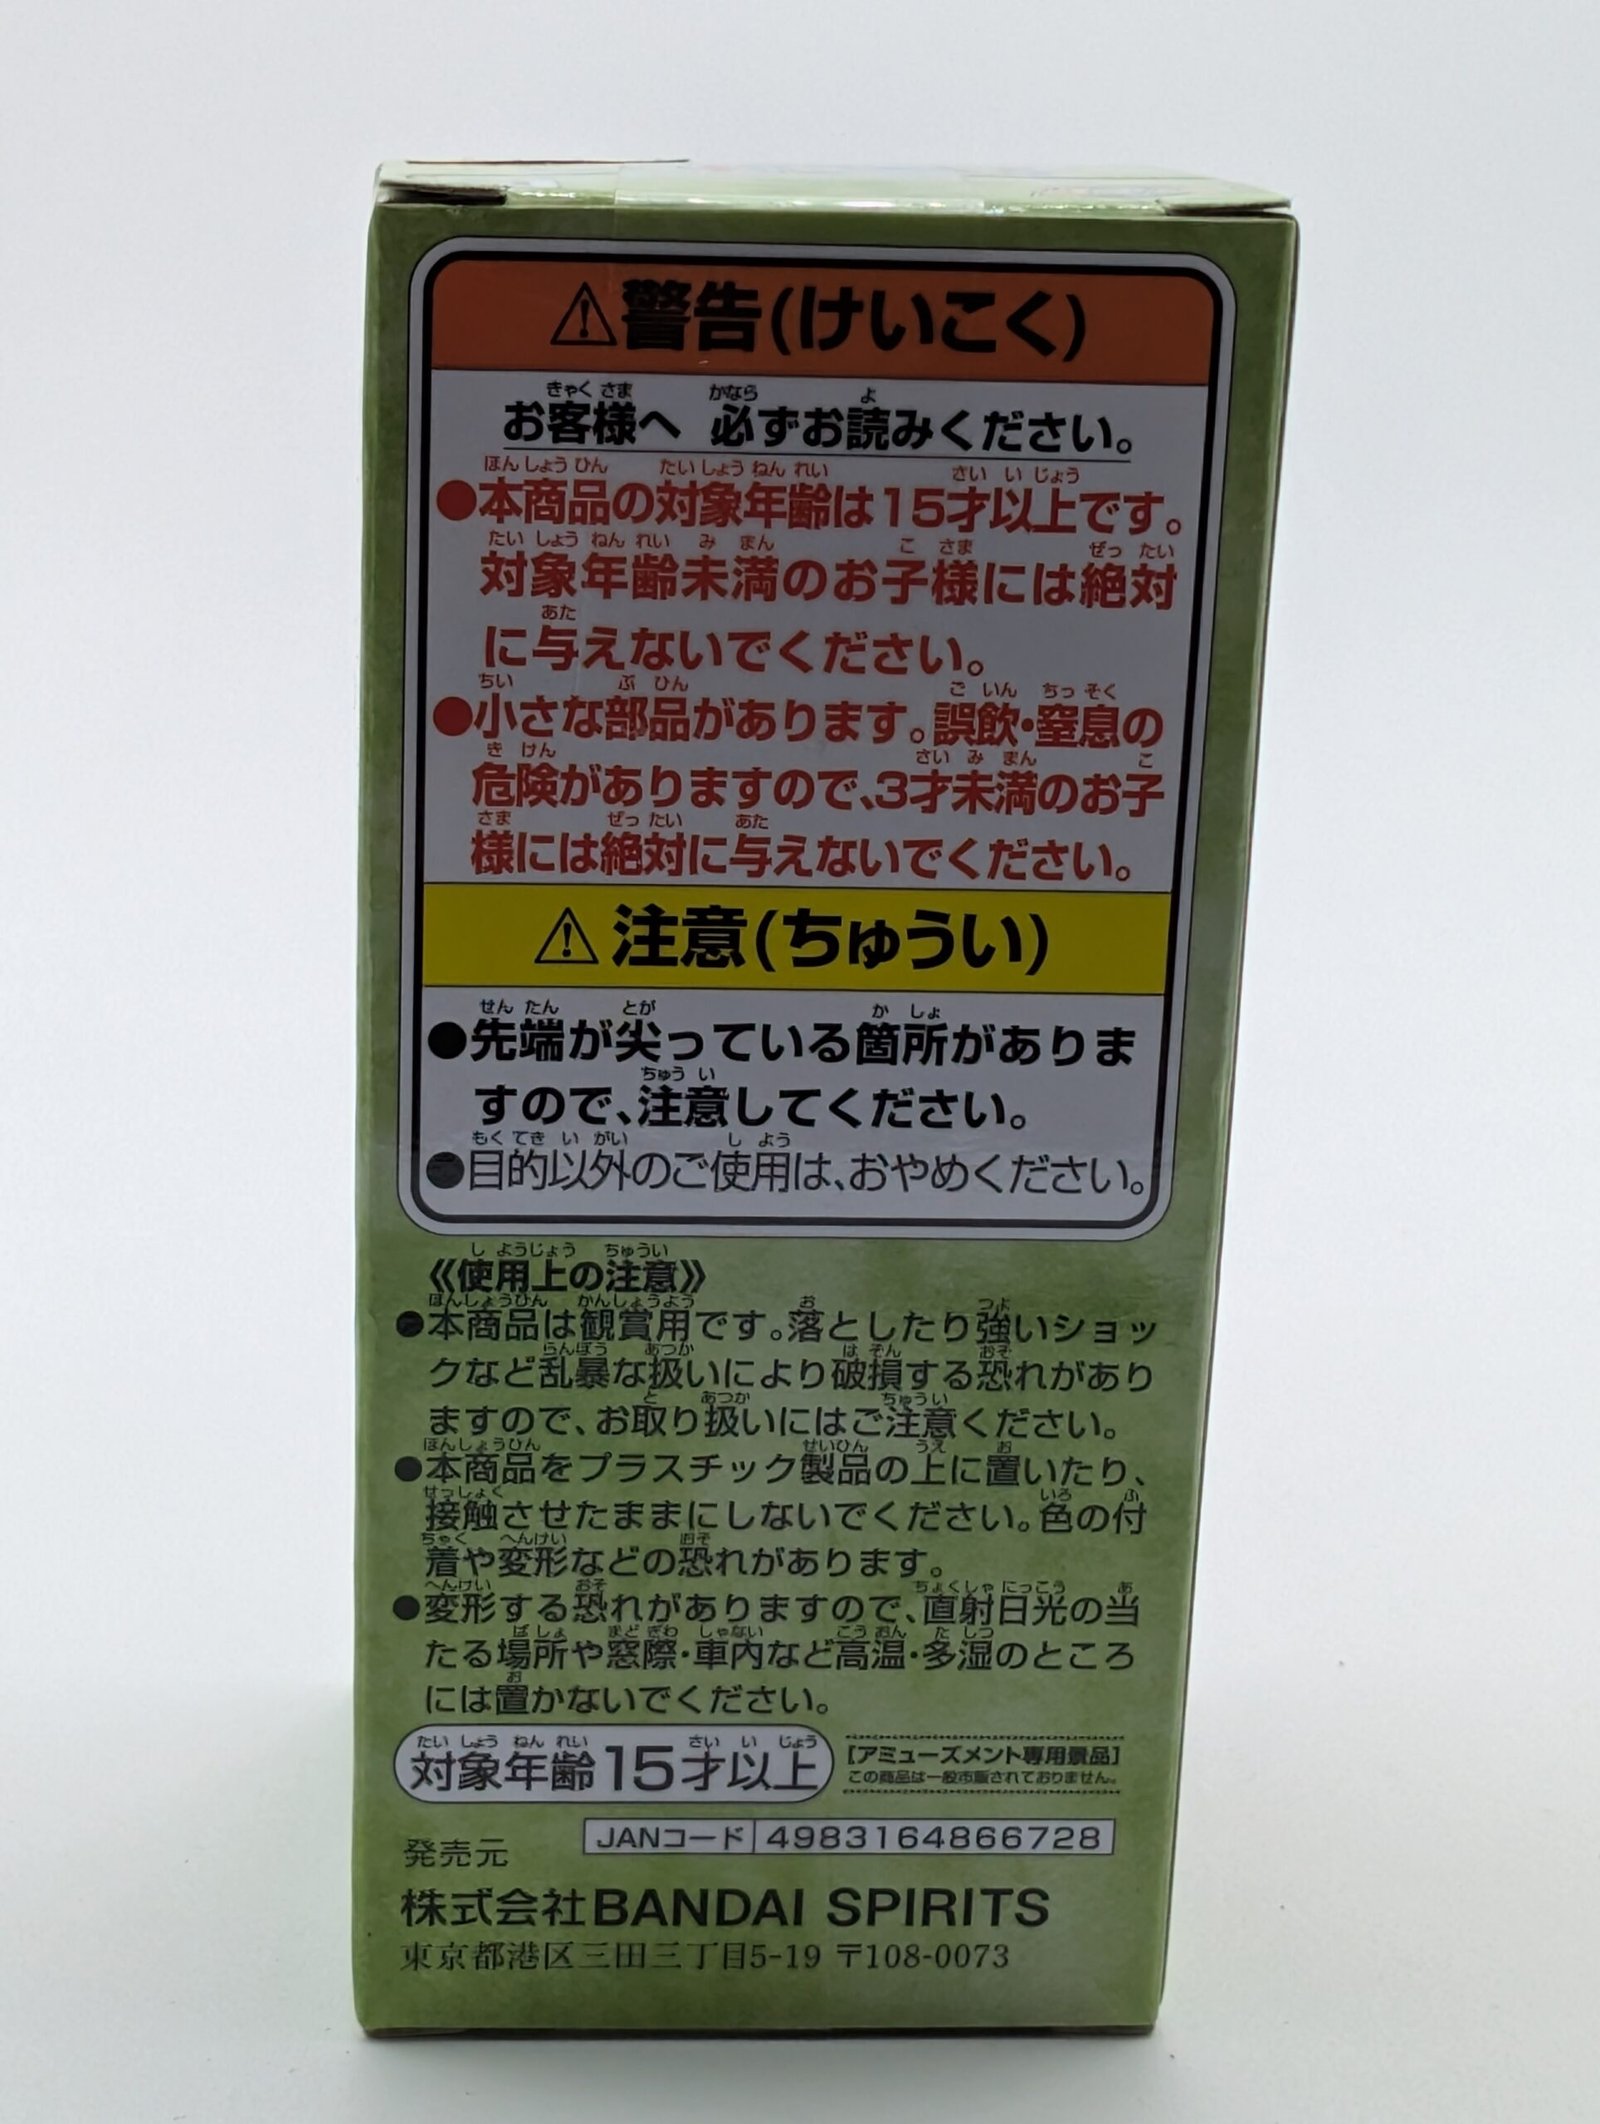 ⚠警告(けいこく)
お客様へ 必ずお読みください。
●本商品の対象年齢は15才以上です。
対象年齢未満のお子様には絶対
に与えないでください。
●小さな部品があります。誤飲・窒息の
危険がありますので、3才未満のお子
様には絶対に与えないでください。
⚠注意(ちゅうい)
●先端が尖っている箇所がありま
すので、注意してください。
●目的以外のご使用は、おやめください。
《使用上の注意》
●本商品は観賞用です。落としたり強いショッ
クなど乱暴な扱いにより破損する恐れがあり
ますので、お取り扱いにはご注意ください。
●本商品をプラスチック製品の上に置いたり、
接触させたままにしないでください。色の付
着や変形などの恐れがあります。
●変形する恐れがありますので、直射日光の当
たる場所や窓際・車内など高温・多湿のところ
には置かないでください。
対象年齢15才以上
[アミューズメント専用景品]
この商品は一般市販されておりません。
JANコード 4983164866728
発売元
株式会社BANDAI SPIRITS
東京都港区三田三丁目5-19 〒108-0073